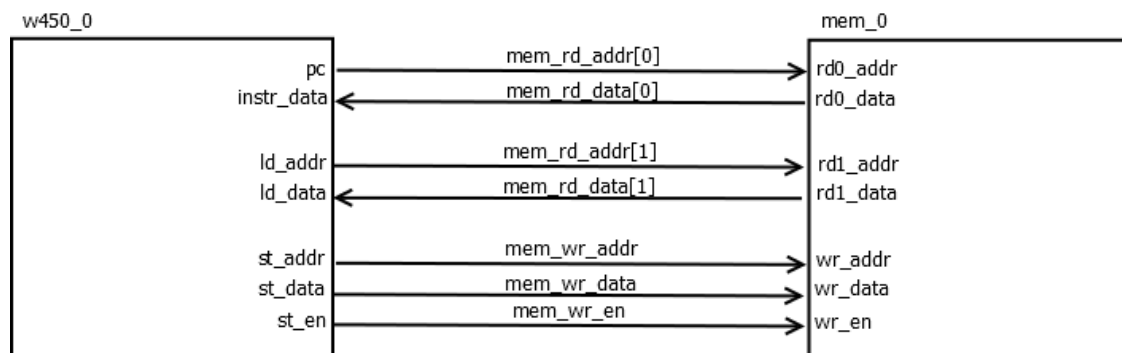 w450_0 mem_0
pc mem_rd_addr[0] rd0_addr
instr_data mem_rd_data[0] rd0_data
ld_addr mem_rd_addr[1] rd1_addr
ld_data mem_rd_data[1] rd1_data
st_addr mem_wr_addr wr_addr
st_data mem_wr_data wr_data
st_en mem_wr_en wr_en